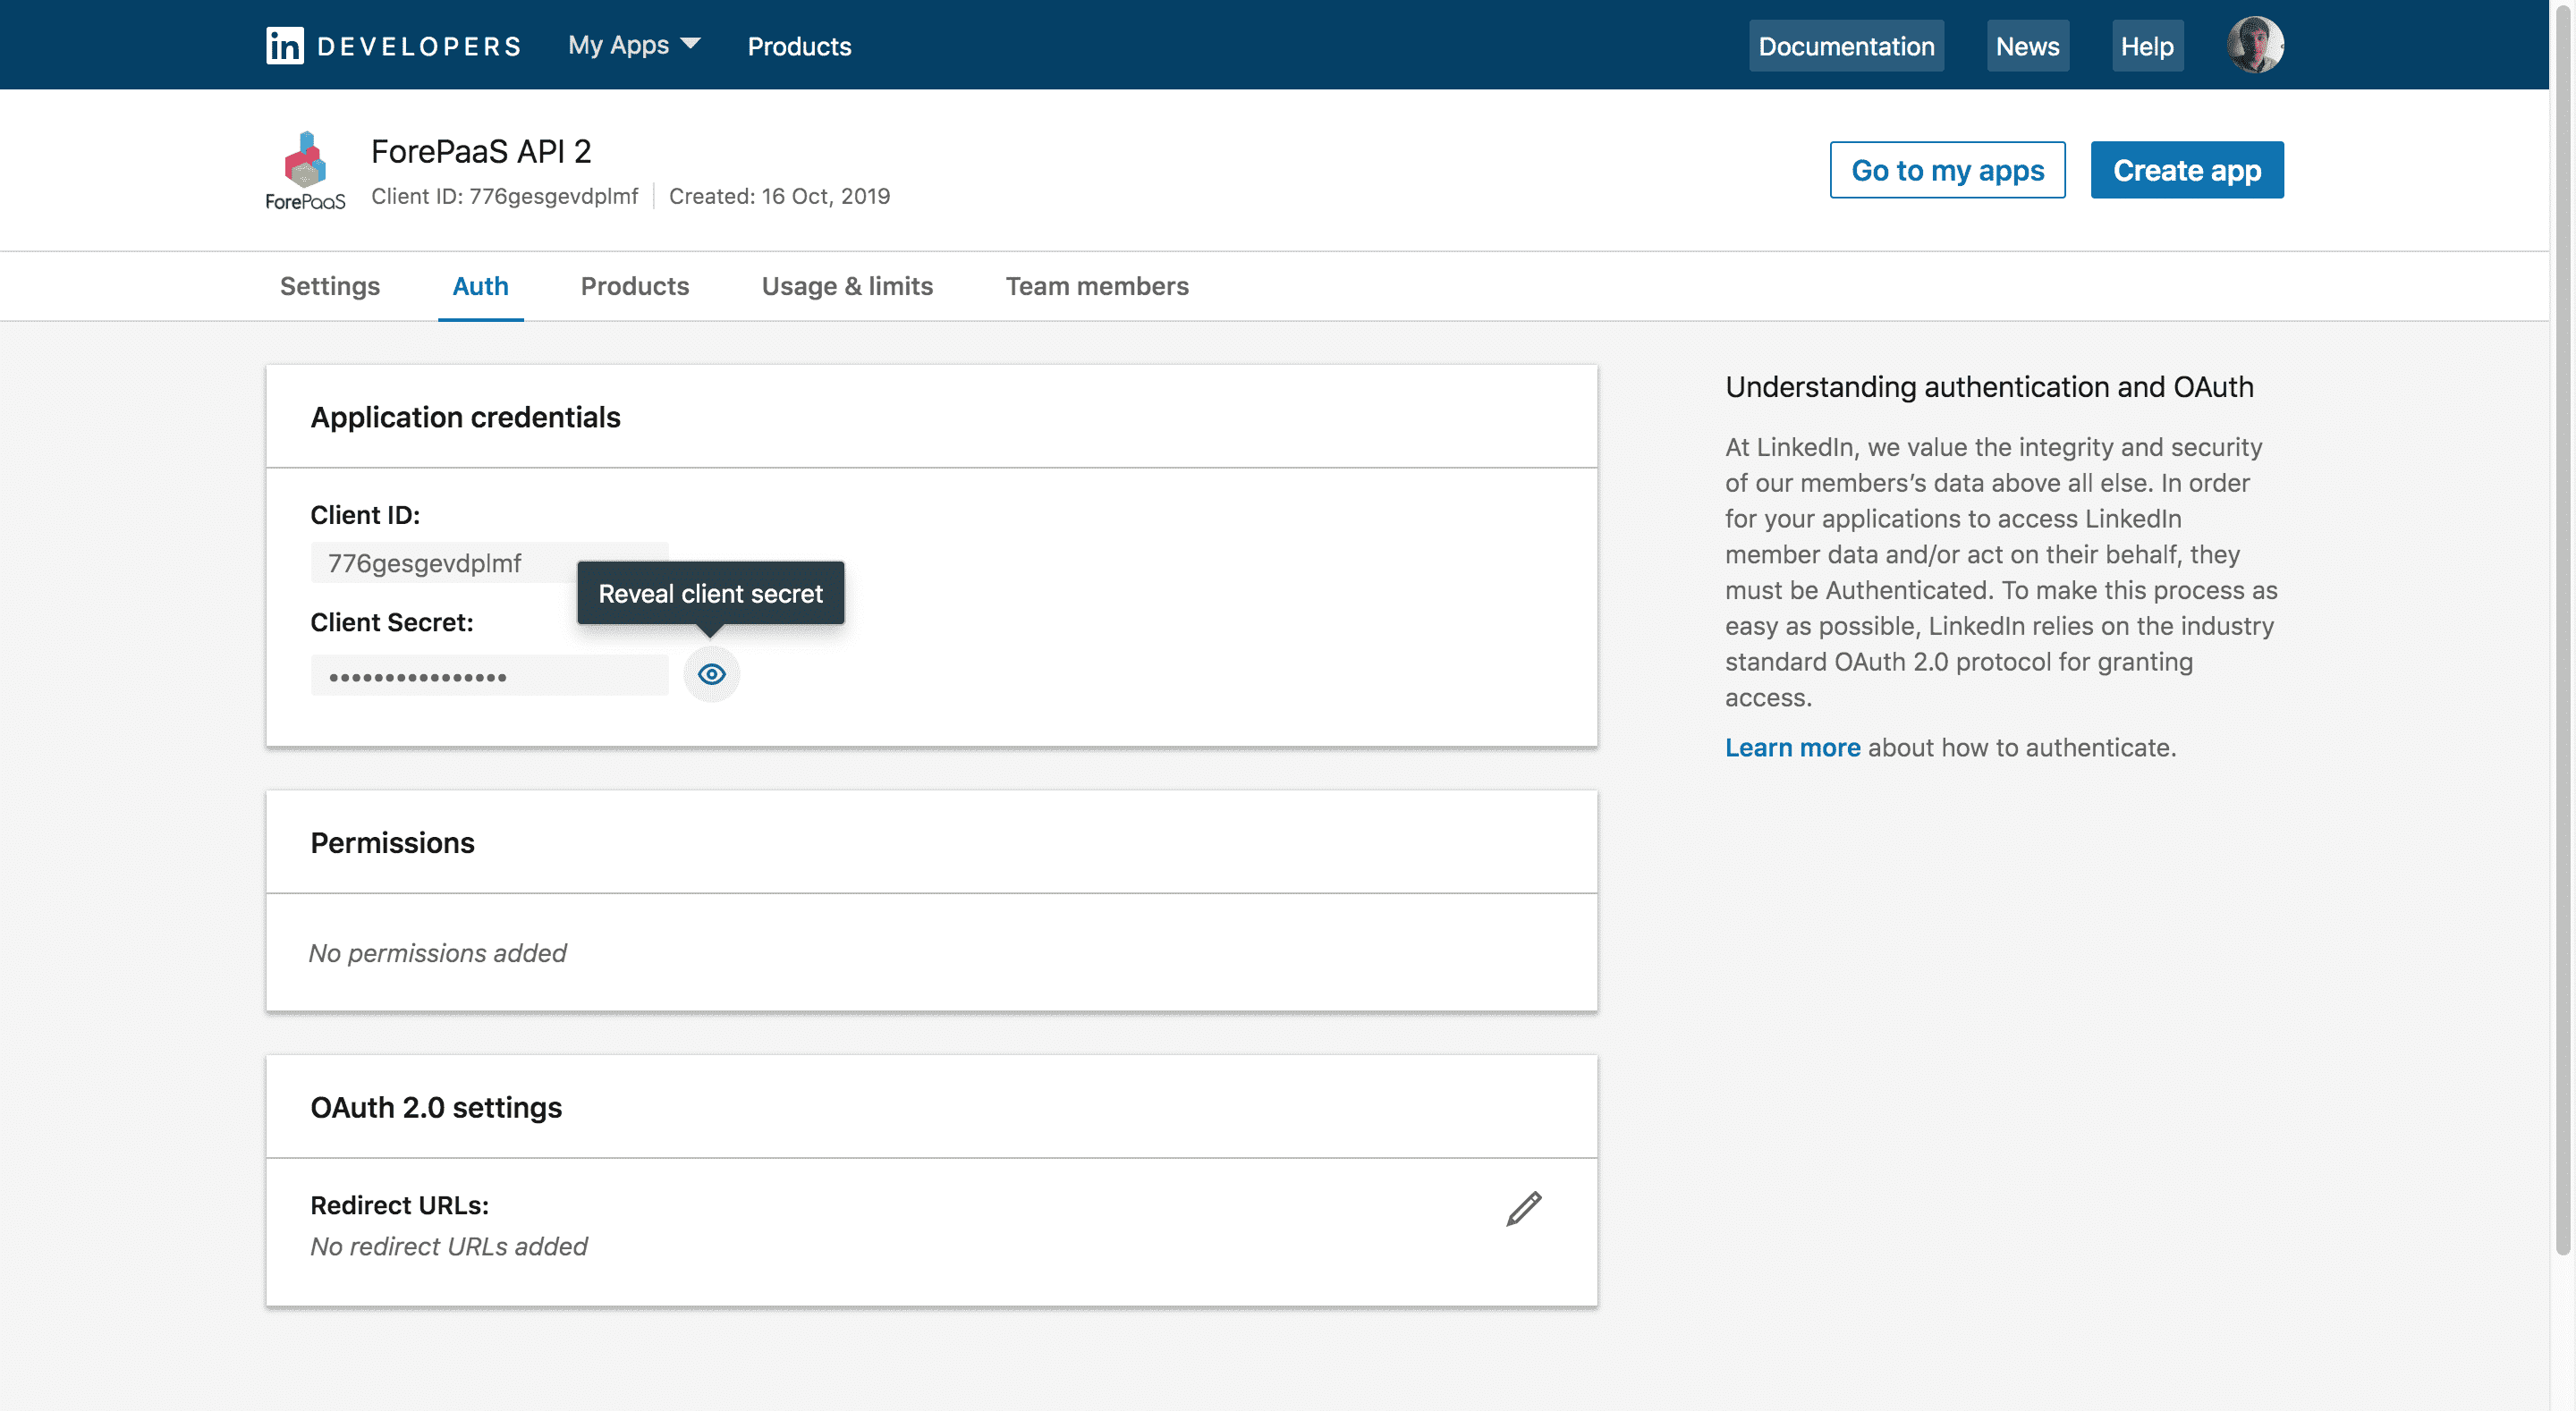 in DEVELOPERS My Apps Products Documentation News Help
ForePaaS
ForePaaS API 2
Client ID: 776gesgevdplmf Created: 16 Oct, 2019
Go to my apps Create app
Settings Auth Products Usage & limits Team members
Application credentials
Client ID:
776gesgevdplmf
Reveal client secret
Client Secret:
••••••••••••••••
Permissions
No permissions added
OAuth 2.0 settings
Redirect URLs:
No redirect URLs added
Understanding authentication and OAuth
At LinkedIn, we value the integrity and security
of our members’s data above all else. In order
for your applications to access LinkedIn
member data and/or act on their behalf, they
must be Authenticated. To make this process as
easy as possible, LinkedIn relies on the industry
standard OAuth 2.0 protocol for granting
access.
Learn more about how to authenticate.